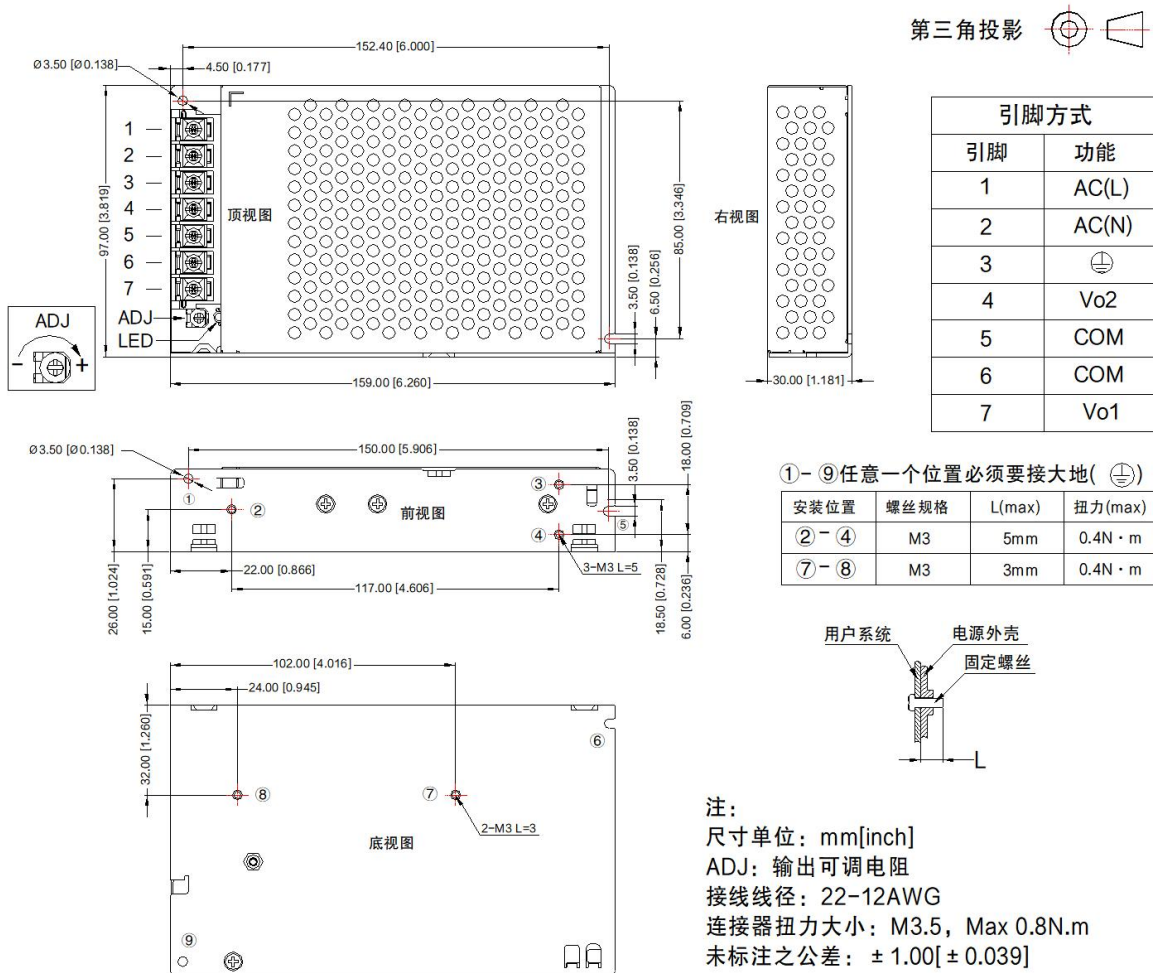 第三角投影
152.40 [6.000]
Ø3.50 [Ø0.138]
4.50 [0.177]
1
2
3
4
5
6
7
ADJ
LED
97.00 [3.819]
顶视图
85.00 [3.346]
3.50 [0.138]
6.50 [0.256]
159.00 [6.260]
ADJ
- +
右视图
30.00 [1.181]
引脚方式
引脚 功能
1 AC(L)
2 AC(N)
3
4 Vo2
5 COM
6 COM
7 Vo1
Ø3.50 [Ø0.138]
150.00 [5.906]
3.50 [0.138]
18.00 [0.709]
①
②
前视图
③
④
⑤
3-M3 L=5
22.00 [0.866]
117.00 [4.606]
26.00 [1.024]
15.00 [0.591]
18.50 [0.728]
6.00 [0.236]
①-⑨任意一个位置必须要接大地( )
安装位置 螺丝规格 L(max) 扭力(max)
②-④ M3 5mm 0.4N·m
⑦-⑧ M3 3mm 0.4N·m
用户系统
电源外壳
固定螺丝
L
102.00 [4.016]
24.00 [0.945]
32.00 [1.260]
⑥
⑧
⑦
2-M3 L=3
底视图
⑨
注:
尺寸单位: mm[inch]
ADJ: 输出可调电阻
接线线径: 22-12AWG
连接器扭力大小: M3.5, Max 0.8N.m
未标注之公差: ±1.00[±0.039]